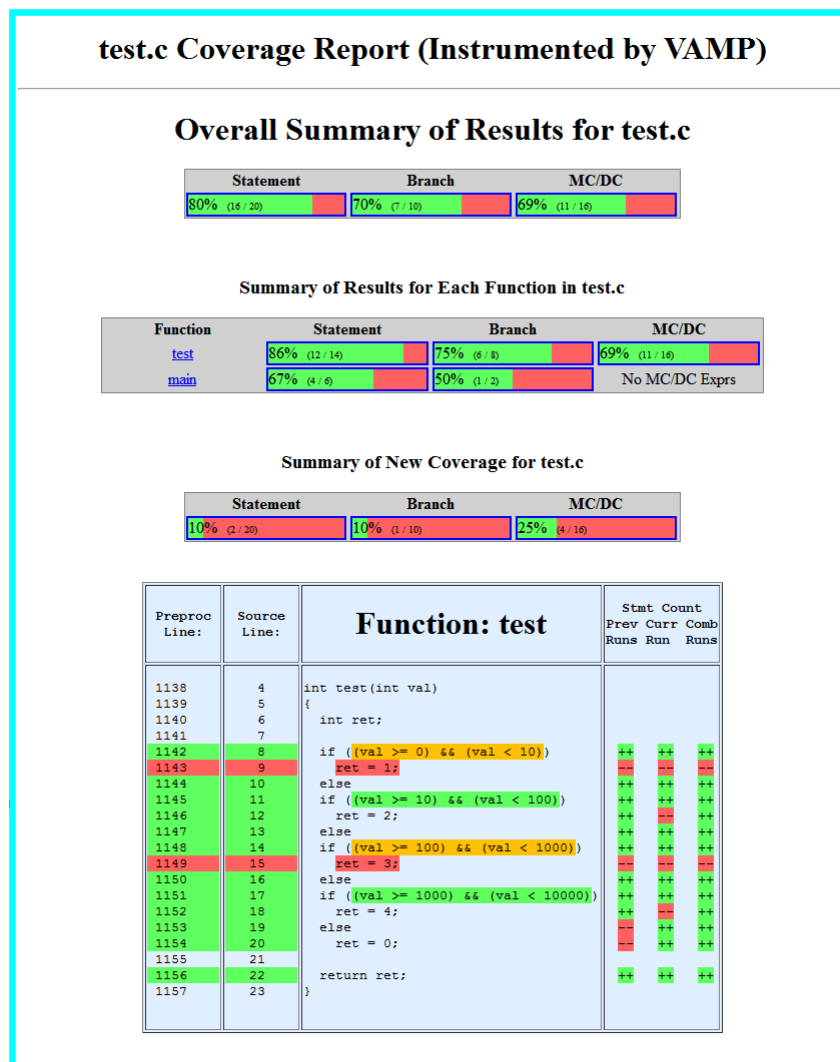 test.c Coverage Report (Instrumented by VAMP)
Overall Summary of Results for test.c
Statement Branch MC/DC
80% (16 / 20) 70% (7 / 10) 69% (11 / 16)
Summary of Results for Each Function in test.c
Function Statement Branch MC/DC
test 86% (12 / 14) 75% (6 / 8) 69% (11 / 16)
main 67% (4 / 6) 50% (1 / 2) No MC/DC Exprs
Summary of New Coverage for test.c
Statement Branch MC/DC
10% (2 / 20) 10% (1 / 10) 25% (4 / 16)
Preproc Line: Source Line: Function: test Stmt Count
Prev Curr Comb
Runs Run Runs
1138 4 int test(int val)
1139 5 {
1140 6 int ret;
1141 7
1142 8 if ((val >= 0) && (val < 10)) ++ ++ ++
1143 9 ret = 1; -- -- --
1144 10 else ++ ++ ++
1145 11 if ((val >= 10) && (val < 100)) ++ ++ ++
1146 12 ret = 2; ++ -- ++
1147 13 else ++ ++ ++
1148 14 if ((val >= 100) && (val < 1000)) ++ ++ ++
1149 15 ret = 3; -- -- --
1150 16 else ++ ++ ++
1151 17 if ((val >= 1000) && (val < 10000)) ++ ++ ++
1152 18 ret = 4; ++ -- ++
1153 19 else -- ++ ++
1154 20 ret = 0; -- ++ ++
1155 21
1156 22 return ret; ++ ++ ++
1157 23 }